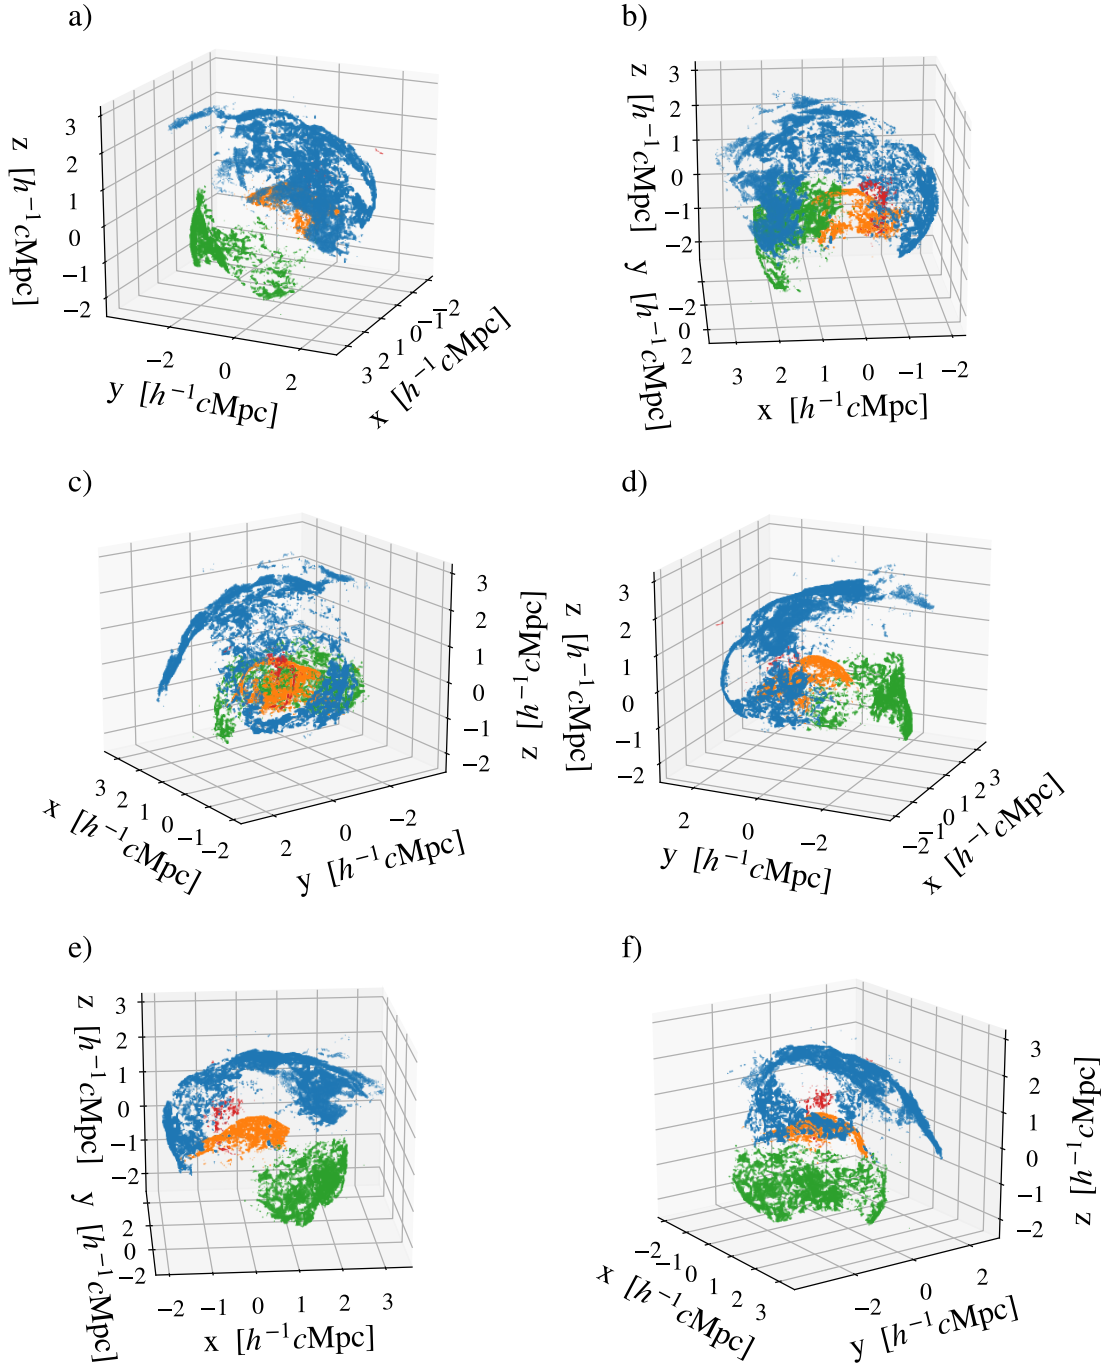 a)
z [h⁻¹cMpc]
3
2
1
0
−1
−2
−2
0
2
y [h⁻¹cMpc]
3 2 1 0 −1 −2
x [h⁻¹cMpc]
b)
z [h⁻¹cMpc]
3
2
1
0
−1
−2
y [h⁻¹cMpc]
−2
0
2
3 2 1 0 −1 −2
x [h⁻¹cMpc]
c)
z [h⁻¹cMpc]
3
2
1
0
−1
−2
3 2 1 0 −1 −2
x [h⁻¹cMpc]
2 0 −2
y [h⁻¹cMpc]
d)
z [h⁻¹cMpc]
3
2
1
0
−1
−2
2 0 −2
y [h⁻¹cMpc]
−2 −1 0 1 2 3
x [h⁻¹cMpc]
e)
z [h⁻¹cMpc]
3
2
1
0
−1
−2
y [h⁻¹cMpc]
2
0
−2
−2 −1 0 1 2 3
x [h⁻¹cMpc]
f)
z [h⁻¹cMpc]
3
2
1
0
−1
−2
−2 −1 0 1 2 3
x [h⁻¹cMpc]
−2 0 2
y [h⁻¹cMpc]